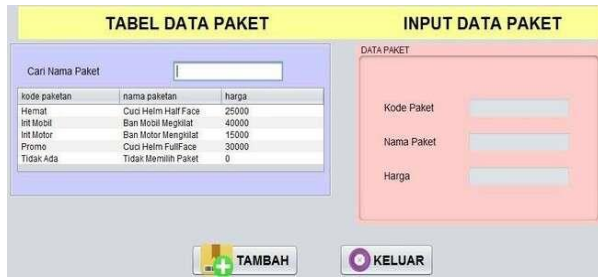 TABEL DATA PAKET
INPUT DATA PAKET
Cari Nama Paket
kode paketan nama paketan harga
Hemat Cuci Helm Half Face 25000
Irit Mobil Ban Mobil Megkilat 40000
Irit Motor Ban Motor Mengkilat 15000
Promo Cuci Helm FullFace 30000
Tidak Ada Tidak Memilih Paket 0
DATA PAKET
Kode Paket
Nama Paket
Harga
TAMBAH
KELUAR